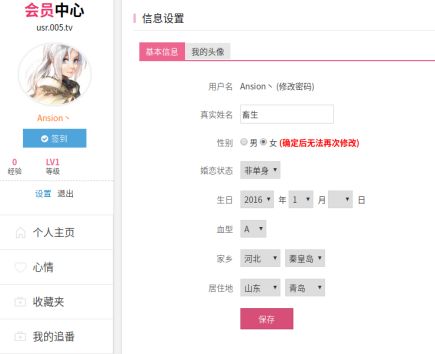 会员中心
usr.005.tv
Ansion丶
签到
0
经验
LV1
等级
设置 退出
个人主页
心情
收藏夹
我的追番
信息设置
基本信息 我的头像
用户名 Ansion丶 (修改密码)
真实姓名 畜生
性别 男 女 (确定后无法再次修改)
婚恋状态 非单身
生日 2016 年 1 月 日
血型 A
家乡 河北 秦皇岛
居住地 山东 青岛
保存